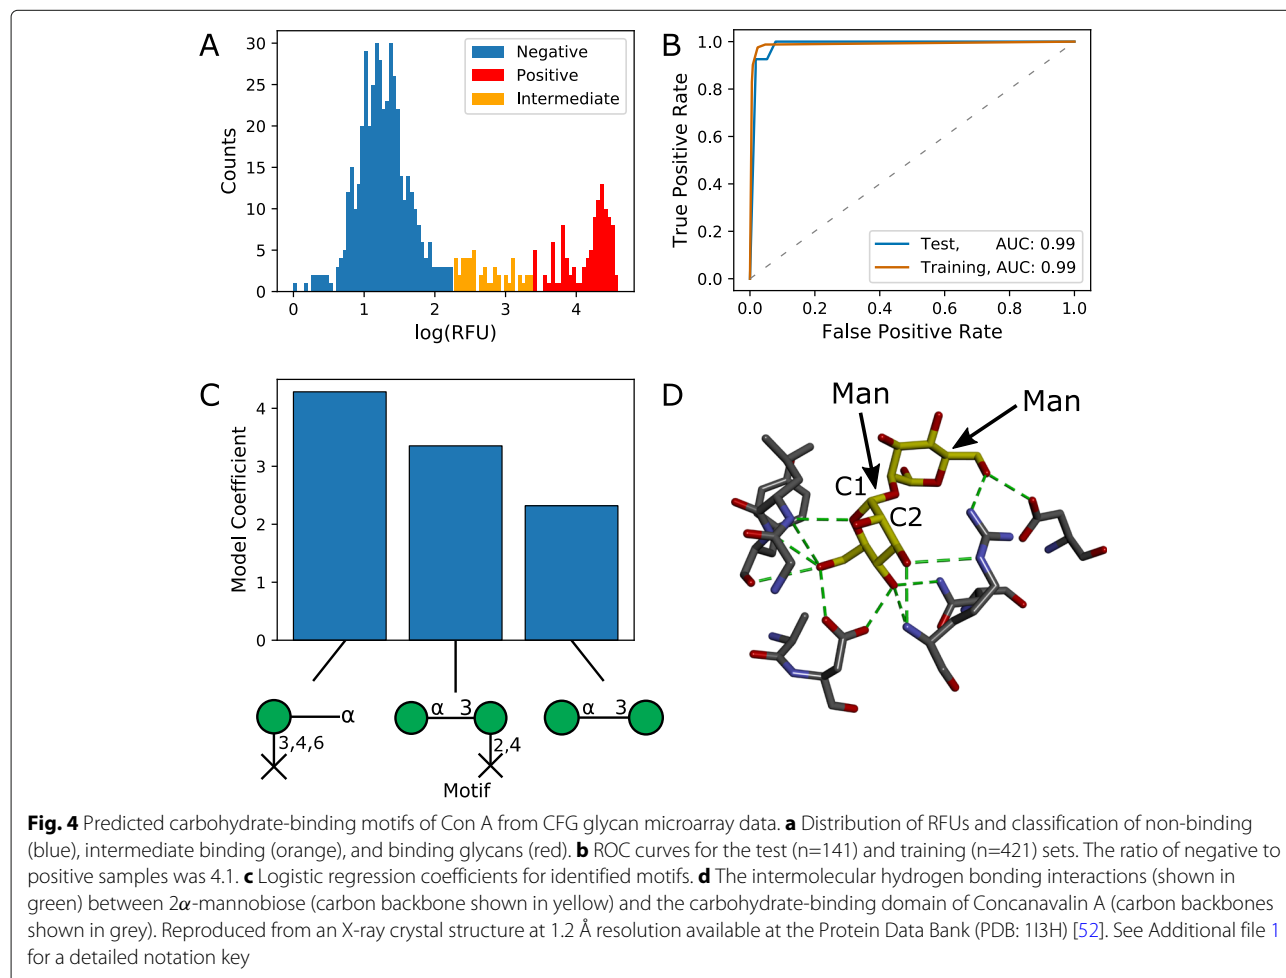 A
30
25
20
15
10
5
0
Counts
0 1 2 3 4
log(RFU)
Negative
Positive
Intermediate
B
1.0
0.8
0.6
0.4
0.2
0.0
True Positive Rate
0.0 0.2 0.4 0.6 0.8 1.0
False Positive Rate
Test, AUC: 0.99
Training, AUC: 0.99
C
4
3
2
1
0
Model Coefficient
α
3,4,6
α 3
2,4
α 3
Motif
D
Man
Man
C1
C2
Fig. 4 Predicted carbohydrate-binding motifs of Con A from CFG glycan microarray data. a Distribution of RFUs and classification of non-binding
(blue), intermediate binding (orange), and binding glycans (red). b ROC curves for the test (n=141) and training (n=421) sets. The ratio of negative to
positive samples was 4.1. c Logistic regression coefficients for identified motifs. d The intermolecular hydrogen bonding interactions (shown in
green) between 2α-mannobiose (carbon backbone shown in yellow) and the carbohydrate-binding domain of Concanavalin A (carbon backbones
shown in grey). Reproduced from an X-ray crystal structure at 1.2 Å resolution available at the Protein Data Bank (PDB: 1I3H) [52]. See Additional file 1
for a detailed notation key